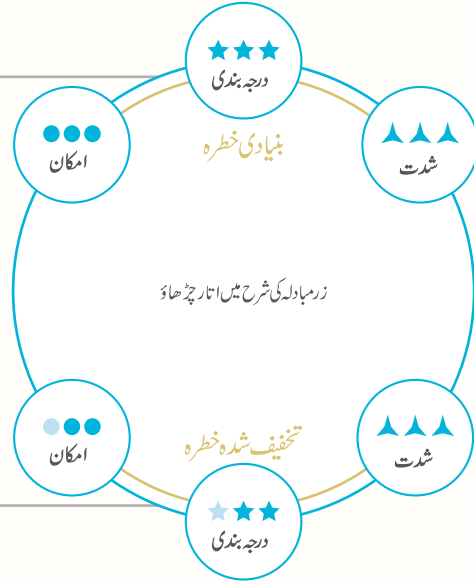 درجہ بندی
شدت
امکان
بنیادی خطرہ
زرمبادلہ کی شرح میں اتار چڑھاؤ
تخفیف شدہ خطرہ
شدت
امکان
درجہ بندی